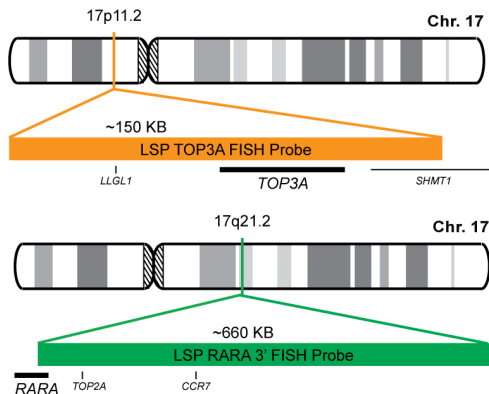 17p11.2
Chr. 17
~150 KB
LSP TOP3A FISH Probe
LLGL1
TOP3A
SHMT1
Chr. 17
17q21.2
~660 KB
LSP RARA 3' FISH Probe
RARA
TOP2A
CCR7